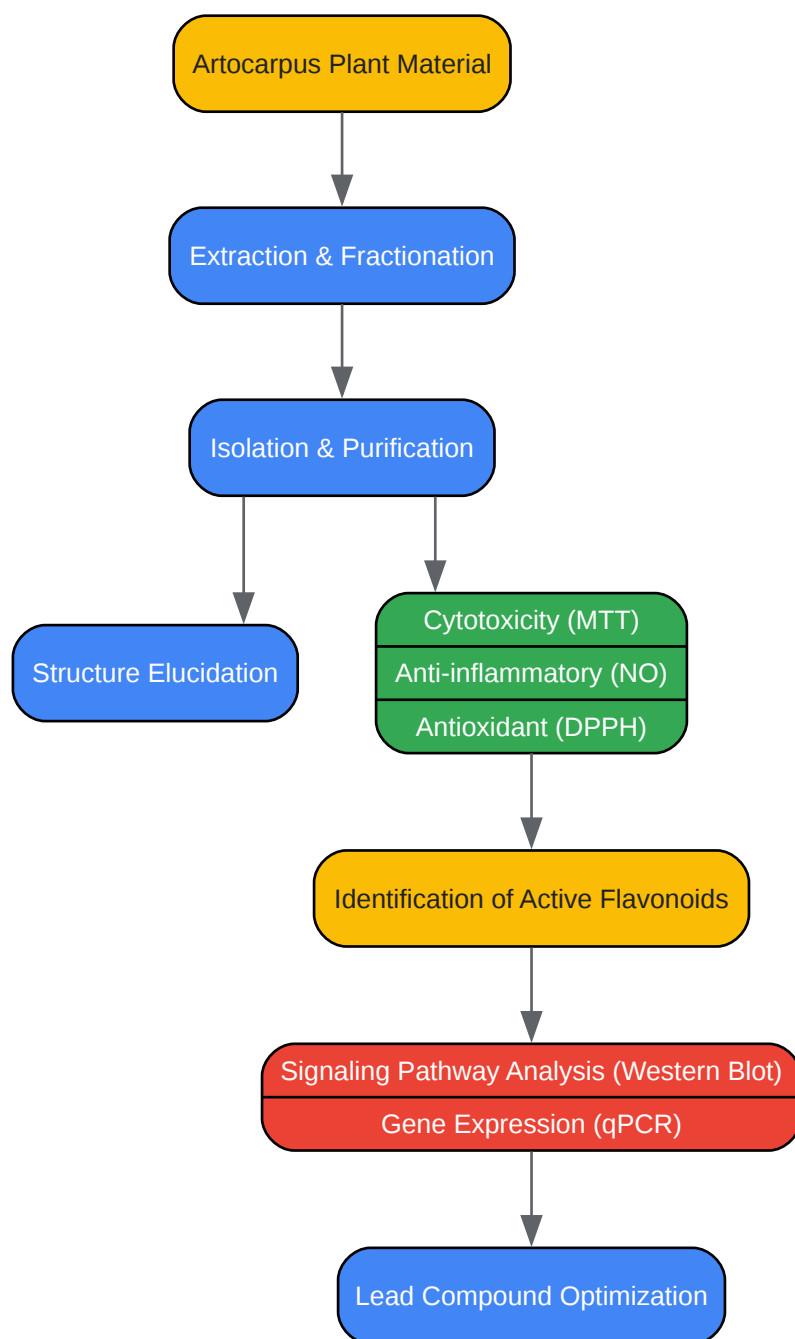 Artocarpus Plant Material
Extraction & Fractionation
Isolation & Purification
Structure Elucidation
Cytotoxicity (MTT)
Anti-inflammatory (NO)
Antioxidant (DPPH)
Identification of Active Flavonoids
Signaling Pathway Analysis (Western Blot)
Gene Expression (qPCR)
Lead Compound Optimization